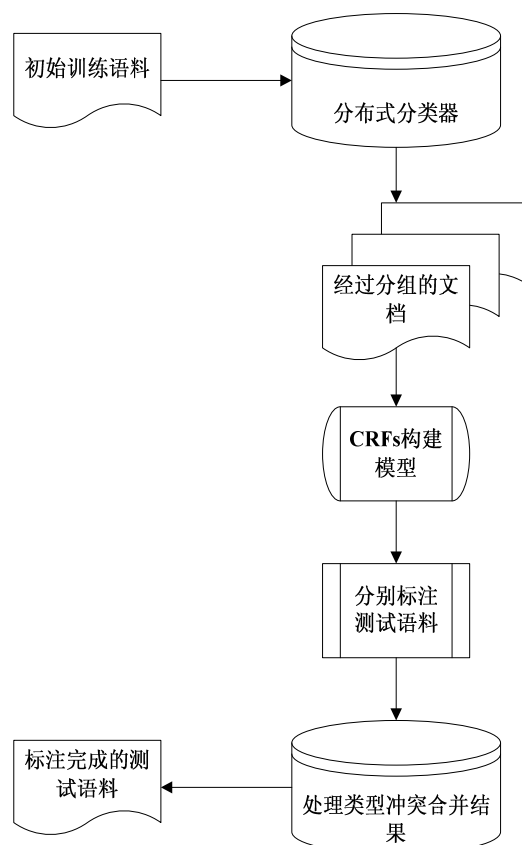 初始训练语料
分布式分类器
经过分组的文
档
CRFs构建
模型
分别标注
测试语料
标注完成的测
试语料
处理类型冲突合并结
果